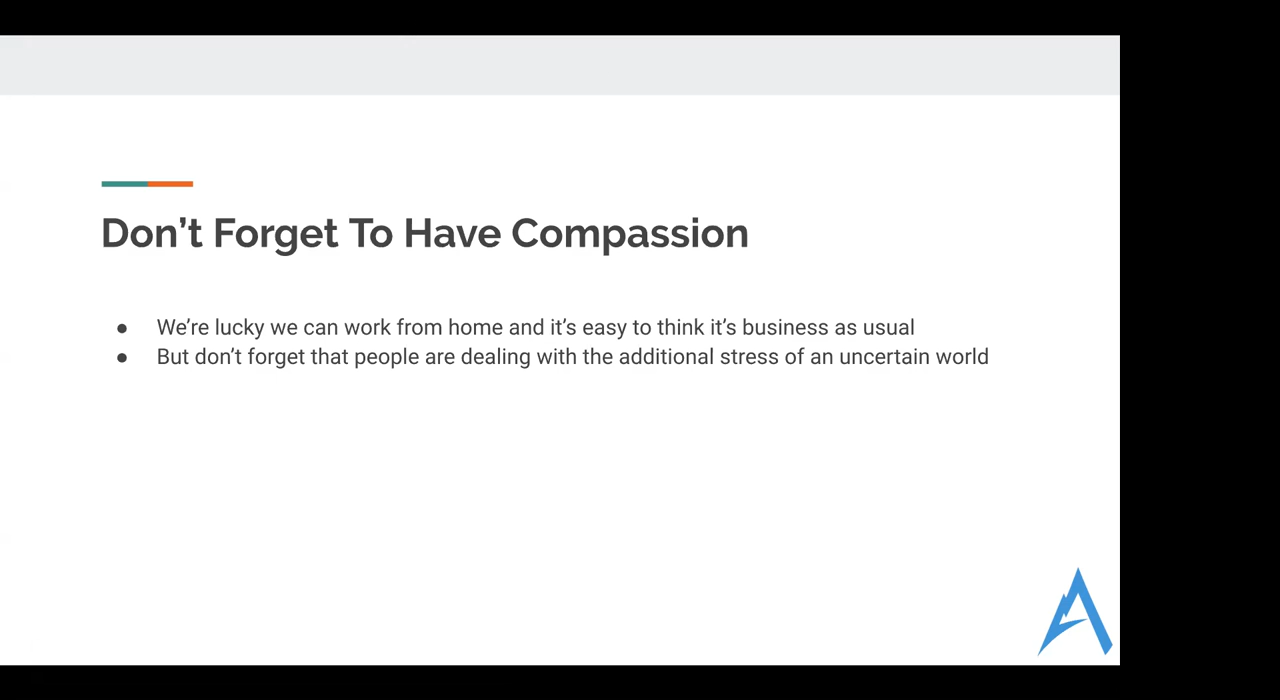 Don’t Forget To Have Compassion
● We’re lucky we can work from home and it’s easy to think it’s business as usual
● But don’t forget that people are dealing with the additional stress of an uncertain world